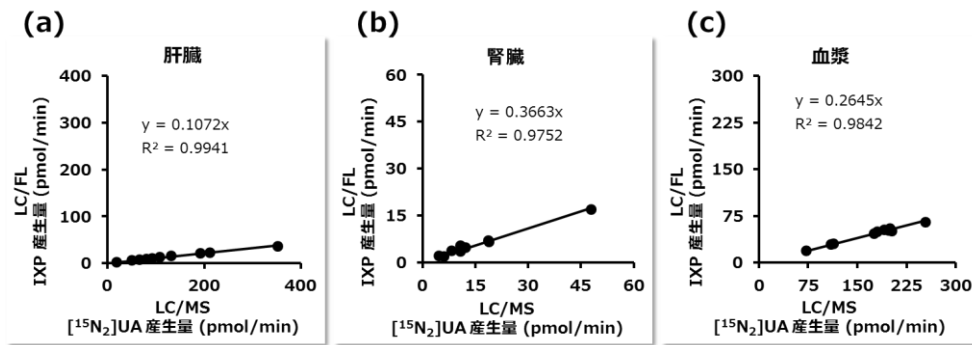 (a)
肝臓
400
300
200
100
0
0
200
400
y = 0.1072x
R² = 0.9941
LC/FL
IXP 産生量 (pmol/min)
LC/MS
[¹⁵N₂]UA 産生量 (pmol/min)
(b)
腎臓
60
45
30
15
0
0
15
30
45
60
y = 0.3663x
R² = 0.9752
LC/FL
IXP 産生量 (pmol/min)
LC/MS
[¹⁵N₂]UA 産生量 (pmol/min)
(c)
血漿
300
225
150
75
0
0
75
150
225
300
y = 0.2645x
R² = 0.9842
LC/FL
IXP 産生量 (pmol/min)
LC/MS
[¹⁵N₂]UA 産生量 (pmol/min)